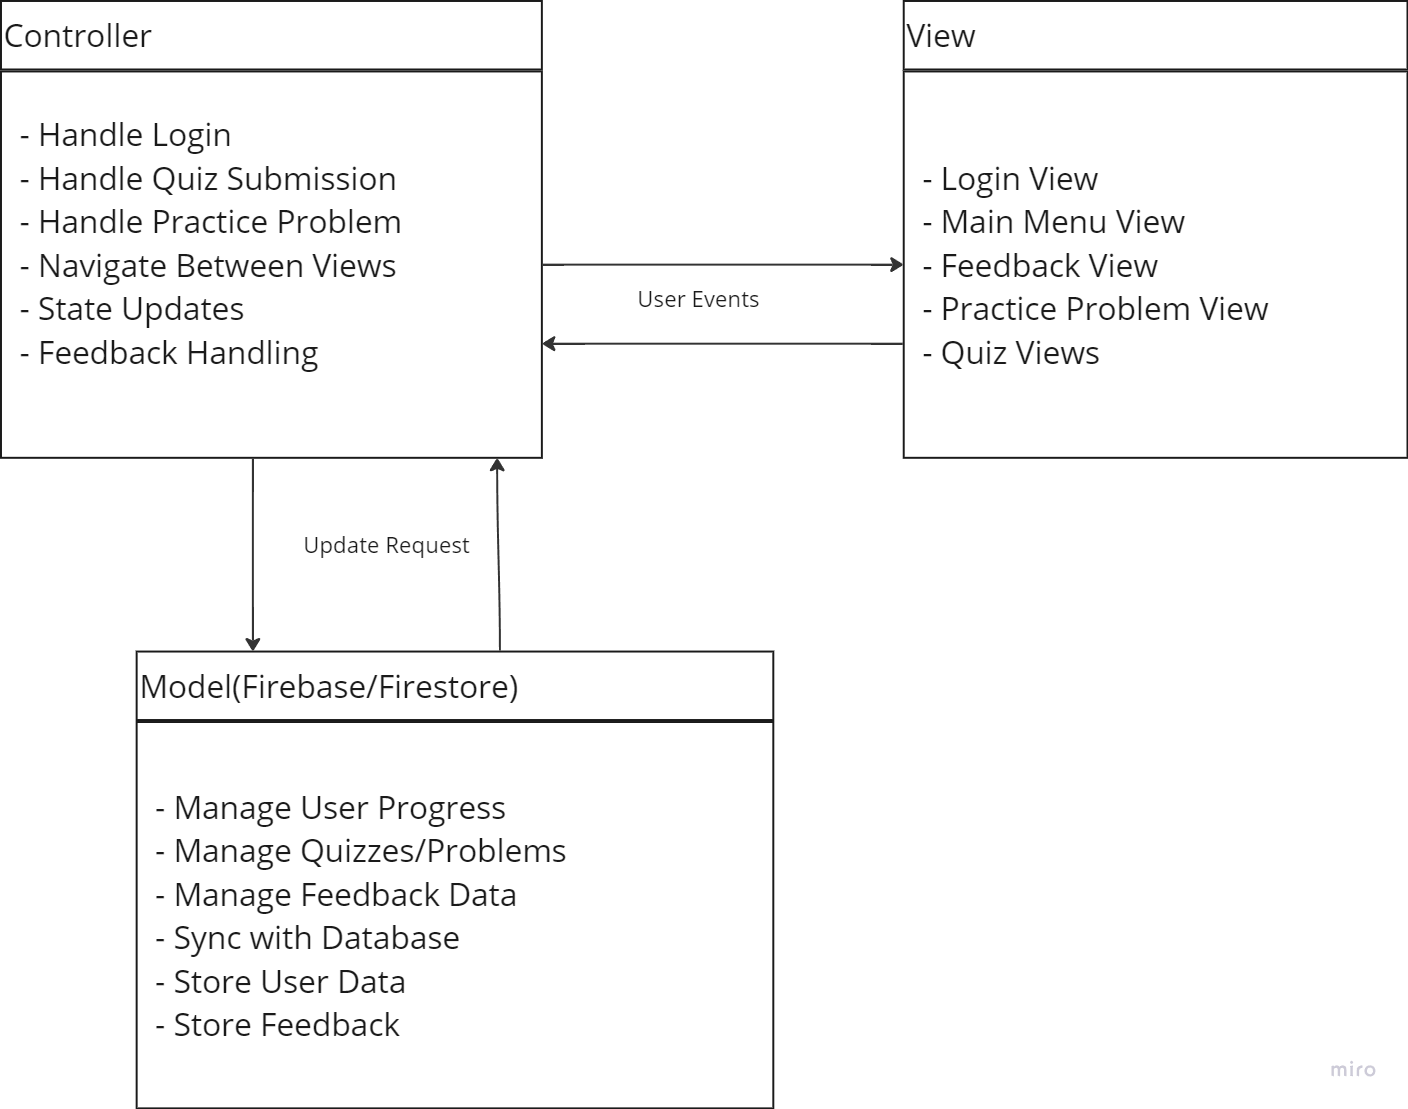 Controller
- Handle Login
- Handle Quiz Submission
- Handle Practice Problem
- Navigate Between Views
- State Updates
- Feedback Handling
User Events
View
- Login View
- Main Menu View
- Feedback View
- Practice Problem View
- Quiz Views
Update Request
Model(Firebase/Firestore)
- Manage User Progress
- Manage Quizzes/Problems
- Manage Feedback Data
- Sync with Database
- Store User Data
- Store Feedback
miro